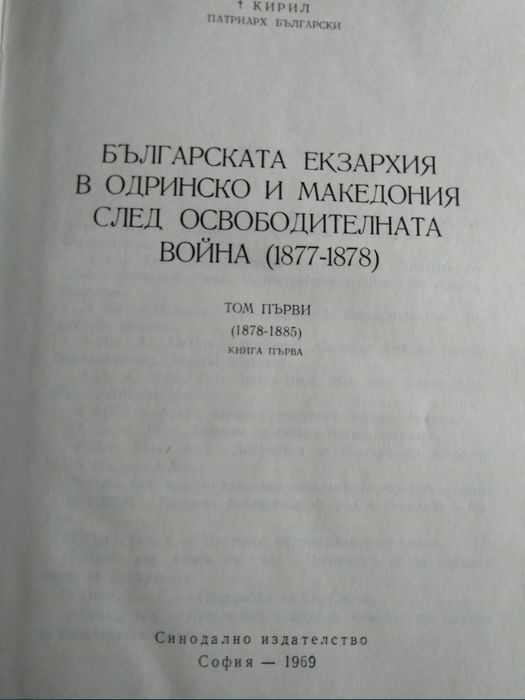 † КИРИЛ
ПАТРИАРХ БЪЛГАРСКИ
БЪЛГАРСКАТА ЕКЗАРХИЯ
В ОДРИНСКО И МАКЕДОНИЯ
СЛЕД ОСВОБОДИТЕЛНАТА
ВОЙНА (1877-1878)
ТОМ ПЪРВИ
(1878-1885)
КНИГА ПЪРВА
Синодално издателство
София — 1969